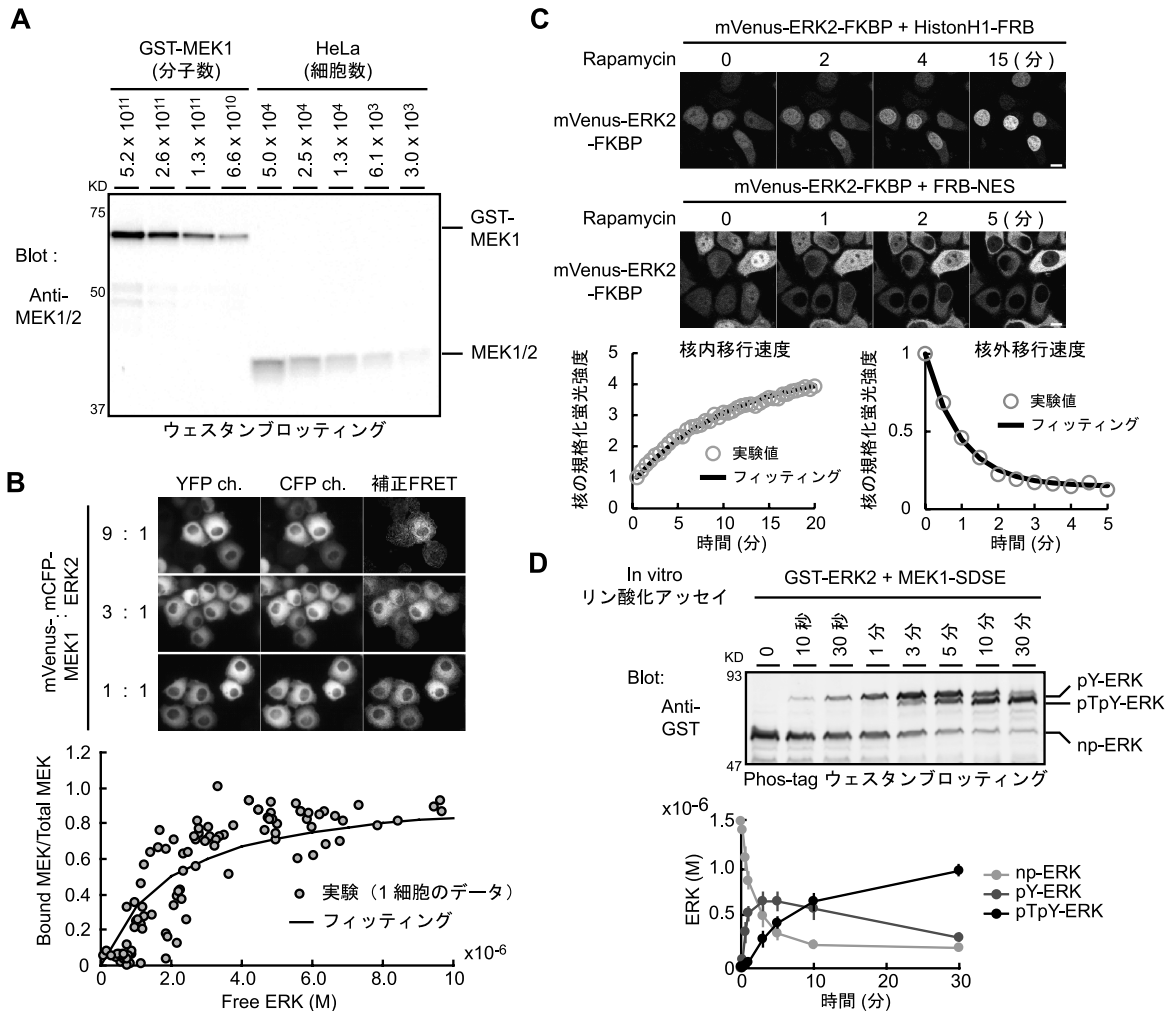 A
GST-MEK1
(分子数)
HeLa
(細胞数)
5.2 x 10¹¹
2.6 x 10¹¹
1.3 x 10¹¹
6.6 x 10¹⁰
5.0 x 10⁴
2.5 x 10⁴
1.3 x 10⁴
6.1 x 10³
3.0 x 10³
KD
75
50
37
Blot :
Anti-
MEK1/2
GST-
MEK1
MEK1/2
ウェスタンブロッティング
B
YFP ch. CFP ch. 補正FRET
mVenus-MEK1 : mCFP-ERK2
9 : 1
3 : 1
1 : 1
Bound MEK/Total MEK
1.2
1.0
0.8
0.6
0.4
0.2
0
実験（1 細胞のデータ）
フィッティング
0 2.0 4.0 6.0 8.0 10
x10⁻⁶
Free ERK (M)
C
mVenus-ERK2-FKBP + HistonH1-FRB
Rapamycin 0 2 4 15 ( 分 )
mVenus-ERK2
-FKBP
mVenus-ERK2-FKBP + FRB-NES
Rapamycin 0 1 2 5 ( 分 )
mVenus-ERK2
-FKBP
核内移行速度
核の規格化蛍光強度
5
4
3
2
1
0
実験値
フィッティング
0 5 10 15 20
時間 (分)
核外移行速度
核の規格化蛍光強度
1
0.5
0
実験値
フィッティング
0 1 2 3 4 5
時間 (分)
D
In vitro
リン酸化アッセイ
GST-ERK2 + MEK1-SDSE
0
10 秒
30 秒
1 分
3 分
5 分
10 分
30 分
KD
93
47
Blot:
Anti-
GST
pY-ERK
pTpY-ERK
np-ERK
Phos-tag ウェスタンブロッティング
x10⁻⁶
ERK (M)
1.5
1.0
0.5
0
np-ERK
pY-ERK
pTpY-ERK
0 10 20 30
時間 (分)